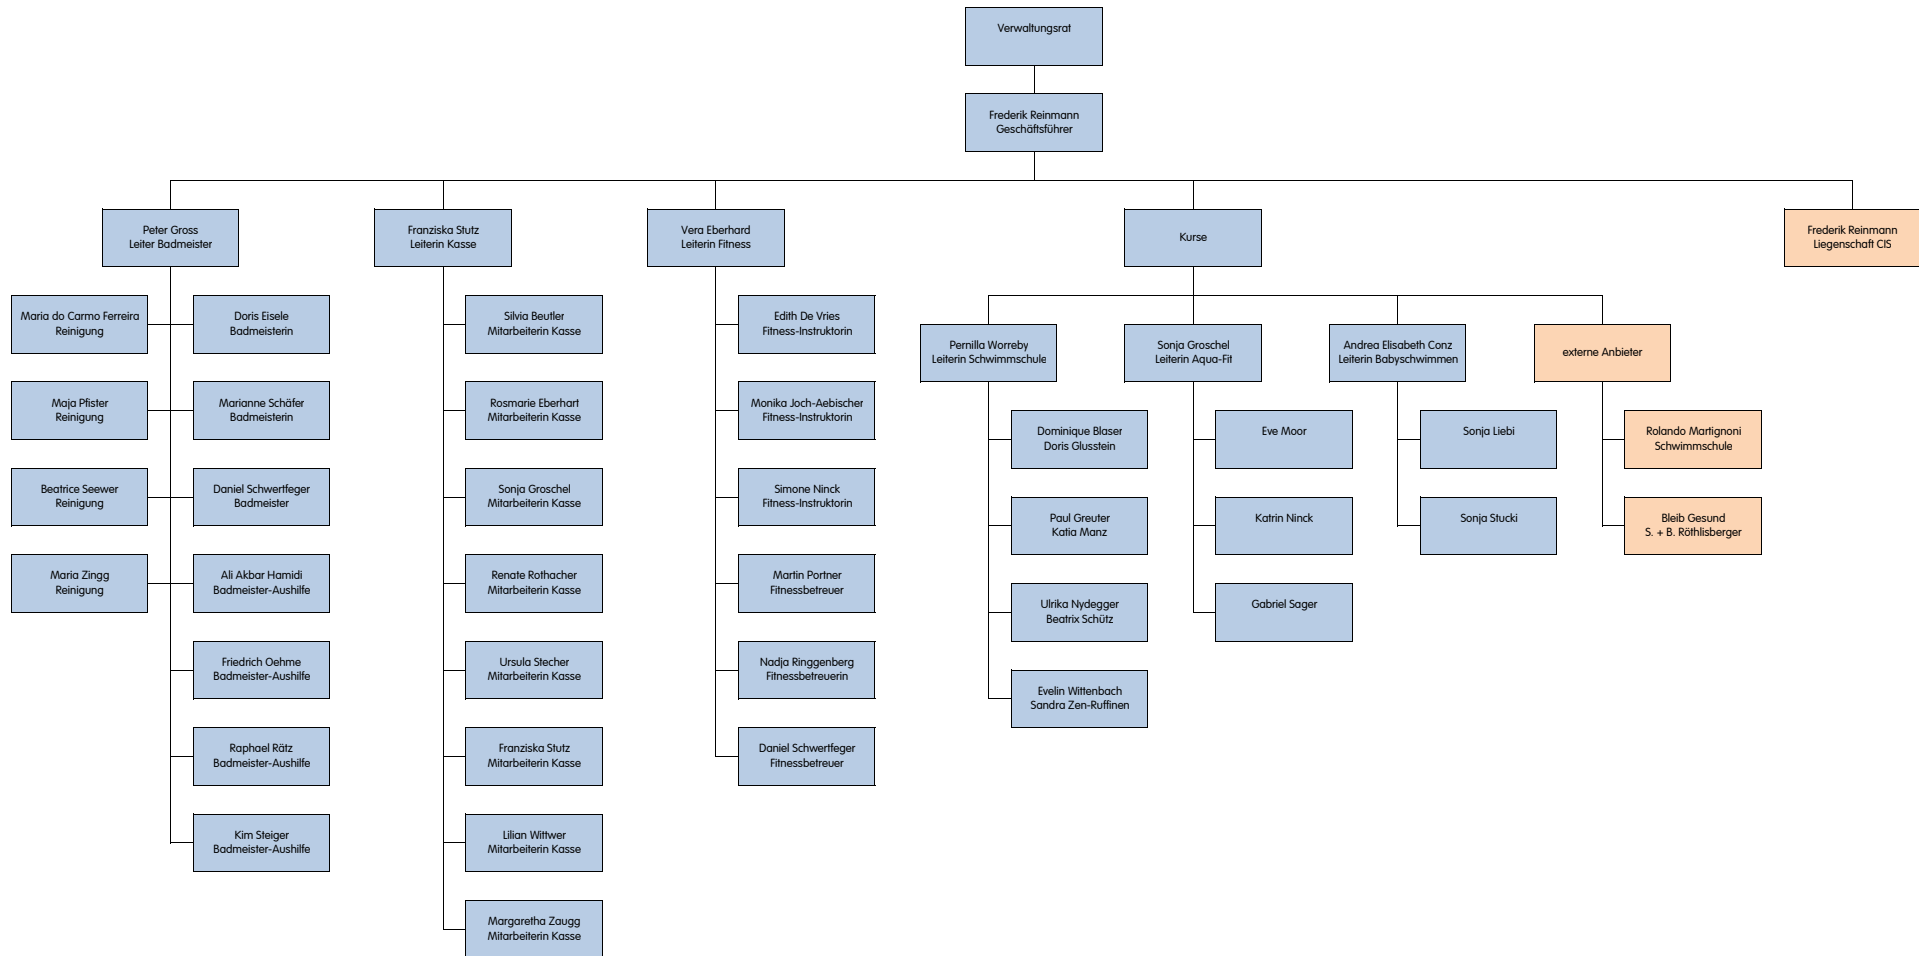 Verwaltungsrat
Frederik Reinmann
Geschäftsführer
Peter Gross
Leiter Badmeister
Maria do Carmo Ferreira
Reinigung
Maja Pfister
Reinigung
Beatrice Seewer
Reinigung
Maria Zingg
Reinigung
Doris Eisele
Badmeisterin
Marianne Schäfer
Badmeisterin
Daniel Schwertfeger
Badmeister
Ali Akbar Hamidi
Badmeister-Aushilfe
Friedrich Oehme
Badmeister-Aushilfe
Raphael Rätz
Badmeister-Aushilfe
Kim Steiger
Badmeister-Aushilfe
Franziska Stutz
Leiterin Kasse
Silvia Beutler
Mitarbeiterin Kasse
Rosmarie Eberhart
Mitarbeiterin Kasse
Sonja Groschel
Mitarbeiterin Kasse
Renate Rothacher
Mitarbeiterin Kasse
Ursula Stecher
Mitarbeiterin Kasse
Franziska Stutz
Mitarbeiterin Kasse
Lilian Wittwer
Mitarbeiterin Kasse
Margaretha Zaugg
Mitarbeiterin Kasse
Vera Eberhard
Leiterin Fitness
Edith De Vries
Fitness-Instruktorin
Monika Joch-Aebischer
Fitness-Instruktorin
Simone Ninck
Fitness-Instruktorin
Martin Portner
Fitnessbetreuer
Nadja Ringgenberg
Fitnessbetreuerin
Daniel Schwertfeger
Fitnessbetreuer
Kurse
Pernilla Worreby
Leiterin Schwimmschule
Dominique Blaser
Doris Glusstein
Paul Greuter
Katia Manz
Ulrika Nydegger
Beatrix Schütz
Evelin Wittenbach
Sandra Zen-Ruffinen
Sonja Groschel
Leiterin Aqua-Fit
Eve Moor
Katrin Ninck
Gabriel Sager
Andrea Elisabeth Conz
Leiterin Babyschwimmen
Sonja Liebi
Sonja Stucki
externe Anbieter
Rolando Martignoni
Schwimmschule
Bleib Gesund
S. + B. Röthlisberger
Frederik Reinmann
Liegenschaft CIS